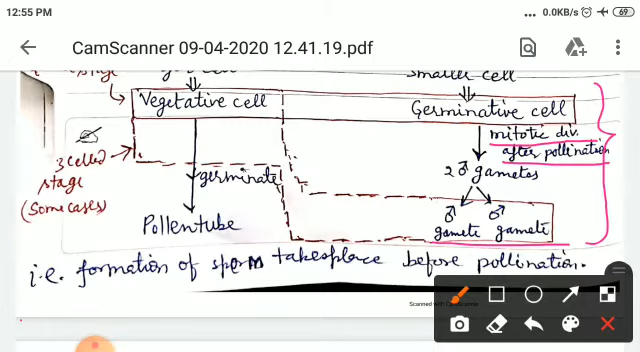 12:55 PM
... 0.0KB/s 69
CamScanner 09-04-2020 12.41.19.pdf
stage
smaller cell
Vegetative cell
Germinative cell
mitotic div.
after pollination
3 celled
stage
(Some cases)
germinate
2 ♂ gametes
Pollentube
♂ ♂
gamete gamete
i.e. formation of sperm takesplace before pollination.
Scanned with CamScanner